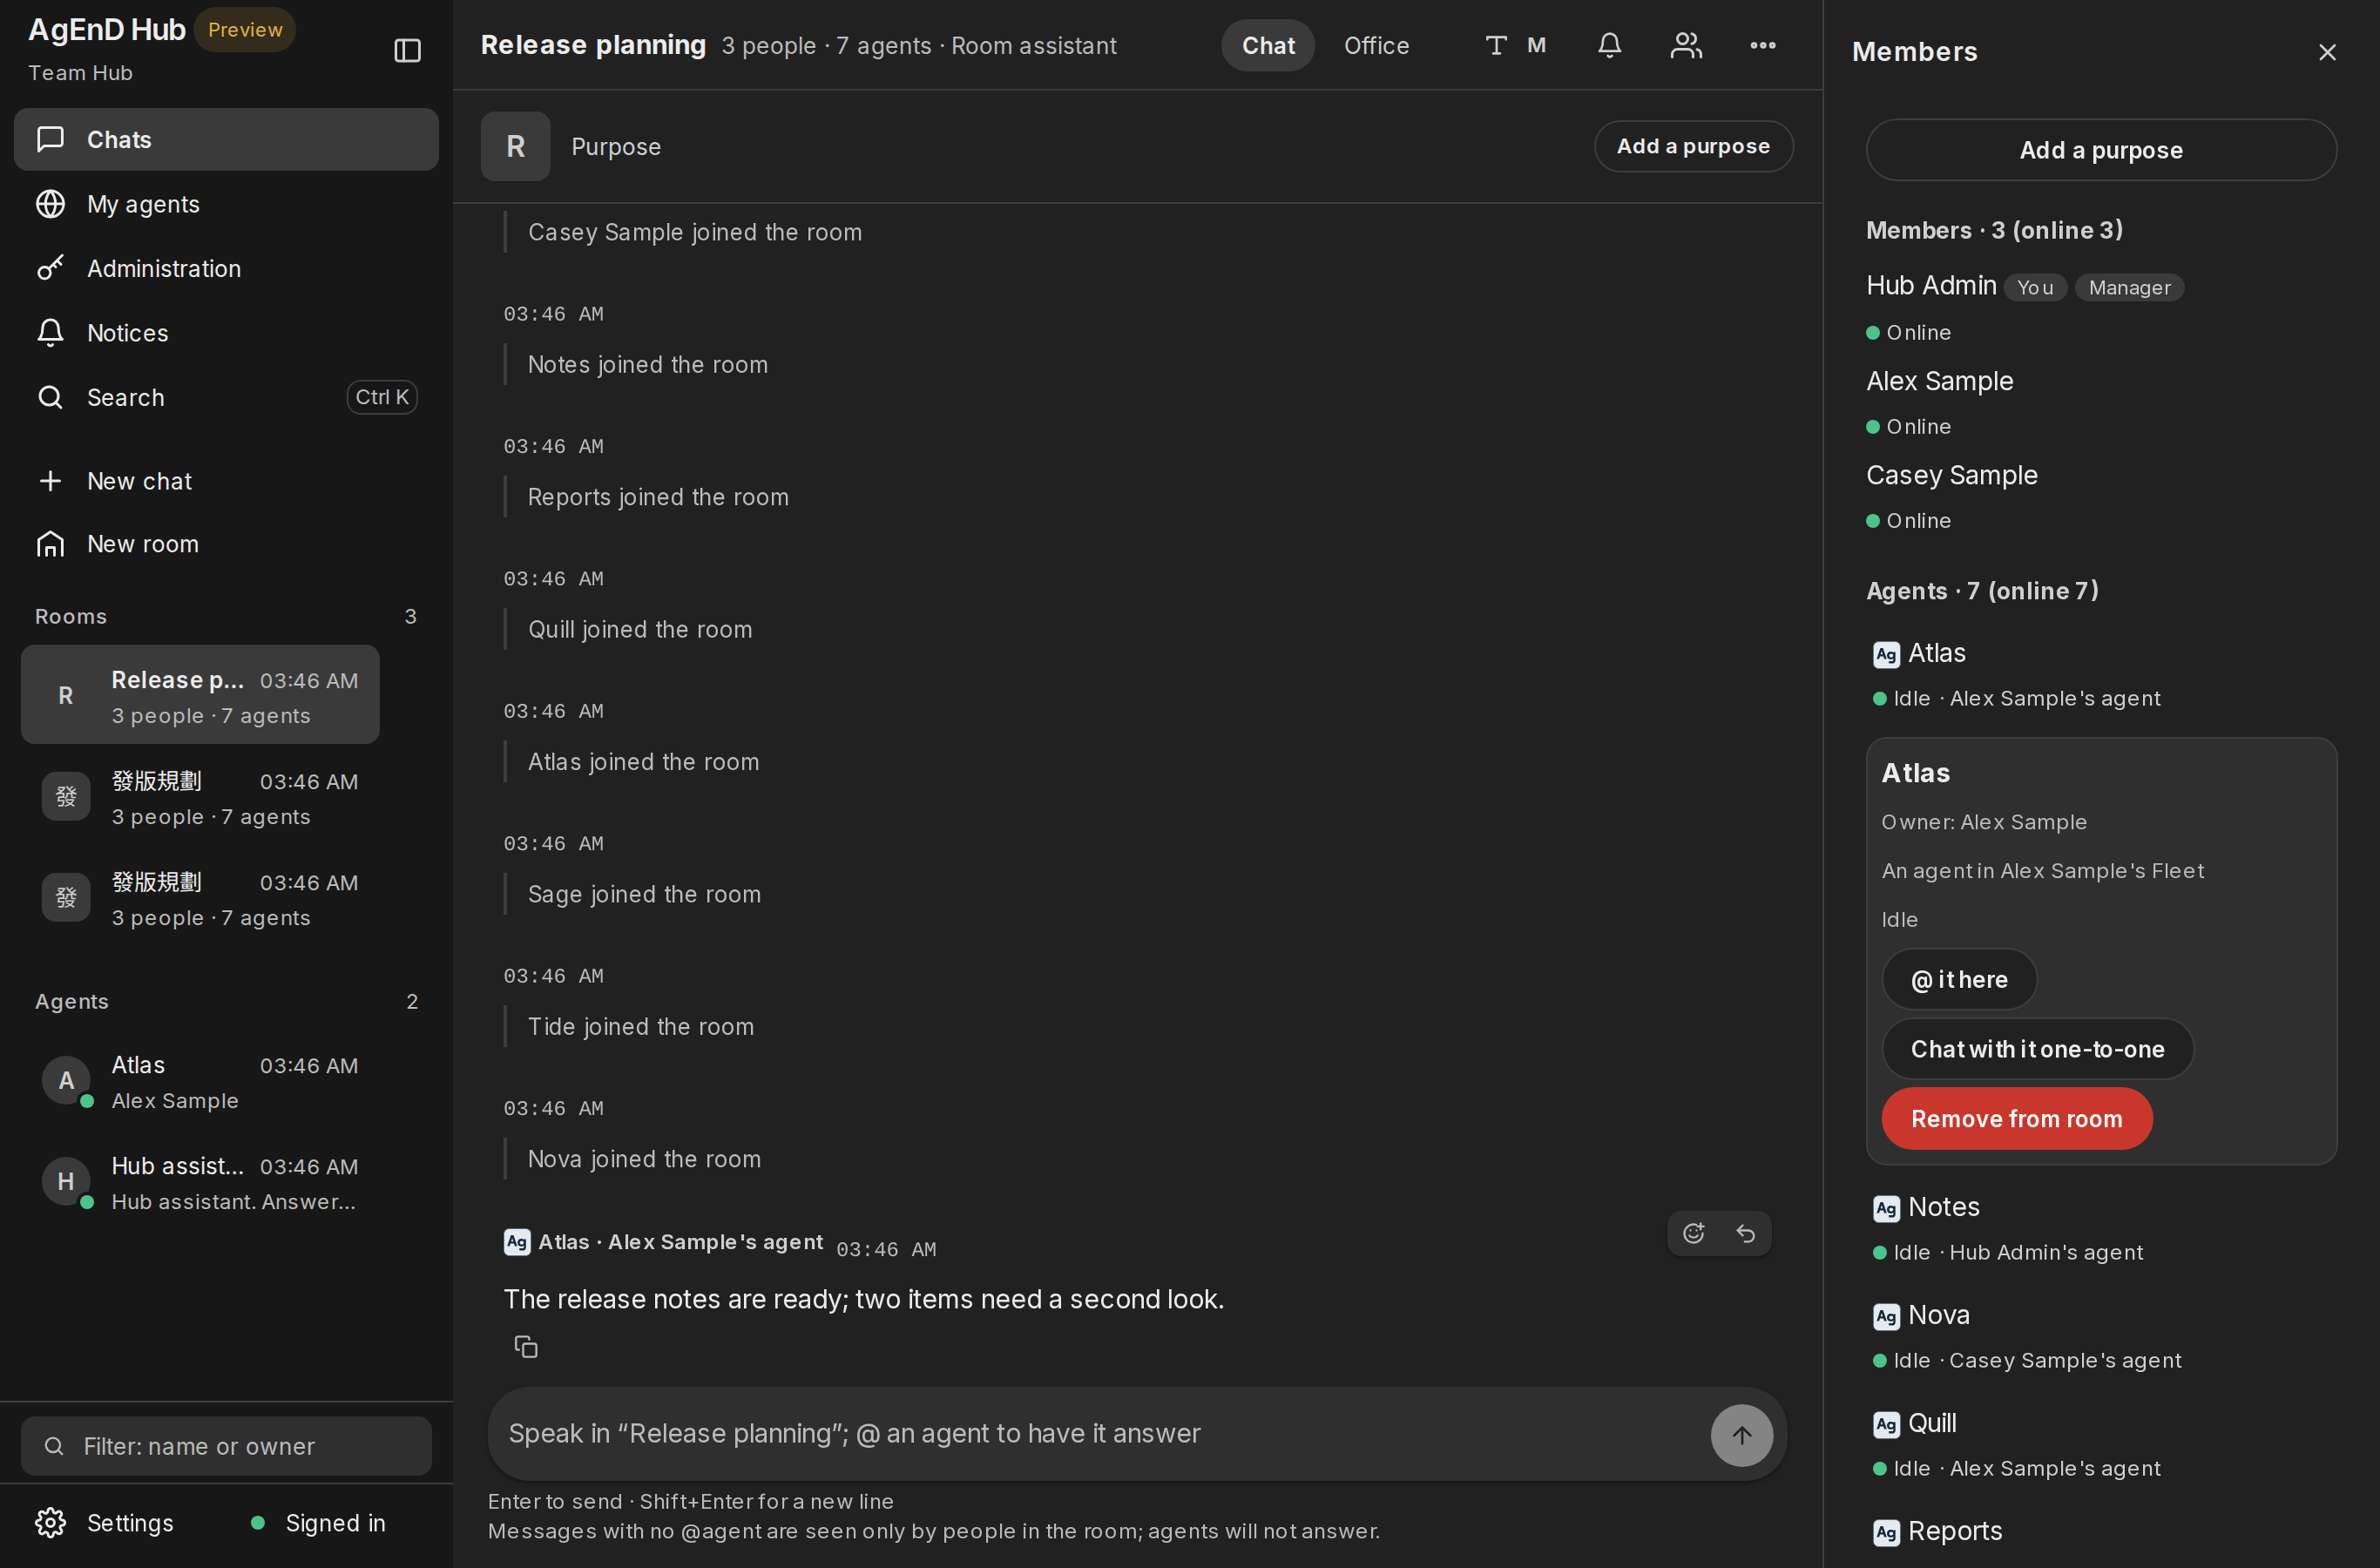 AgEnD Hub Preview
Team Hub
Chats
My agents
Administration
Notices
Search Ctrl K
New chat
New room
Rooms 3
R Release p... 03:46 AM
3 people · 7 agents
發 發版規劃 03:46 AM
3 people · 7 agents
發 發版規劃 03:46 AM
3 people · 7 agents
Agents 2
A Atlas 03:46 AM
Alex Sample
H Hub assist... 03:46 AM
Hub assistant. Answer...
Filter: name or owner
Settings Signed in
Release planning 3 people · 7 agents · Room assistant Chat Office T M
R Purpose Add a purpose
Casey Sample joined the room
03:46 AM
Notes joined the room
03:46 AM
Reports joined the room
03:46 AM
Quill joined the room
03:46 AM
Atlas joined the room
03:46 AM
Sage joined the room
03:46 AM
Tide joined the room
03:46 AM
Nova joined the room
Ag Atlas · Alex Sample's agent 03:46 AM
The release notes are ready; two items need a second look.
Speak in “Release planning”; @ an agent to have it answer
Enter to send · Shift+Enter for a new line
Messages with no @agent are seen only by people in the room; agents will not answer.
Members
Add a purpose
Members · 3 (online 3)
Hub Admin You Manager
Online
Alex Sample
Online
Casey Sample
Online
Agents · 7 (online 7)
Ag Atlas
Idle · Alex Sample's agent
Atlas
Owner: Alex Sample
An agent in Alex Sample's Fleet
Idle
@ it here
Chat with it one-to-one
Remove from room
Ag Notes
Idle · Hub Admin's agent
Ag Nova
Idle · Casey Sample's agent
Ag Quill
Idle · Alex Sample's agent
Ag Reports